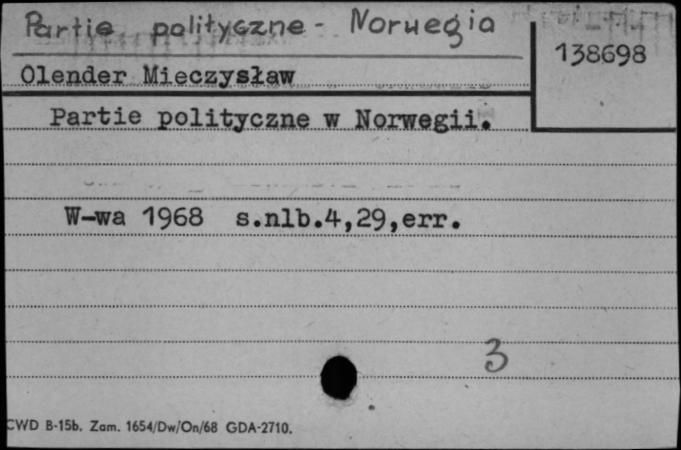 Partie polityczne - Norwegia
138698
Olender Mieczysław
Partie polityczne w Norwegii.
W-wa 1968 s.nlb.4,29,err.
3
CWD B-15b. Zam. 1654/Dw/On/68 GDA-2710.